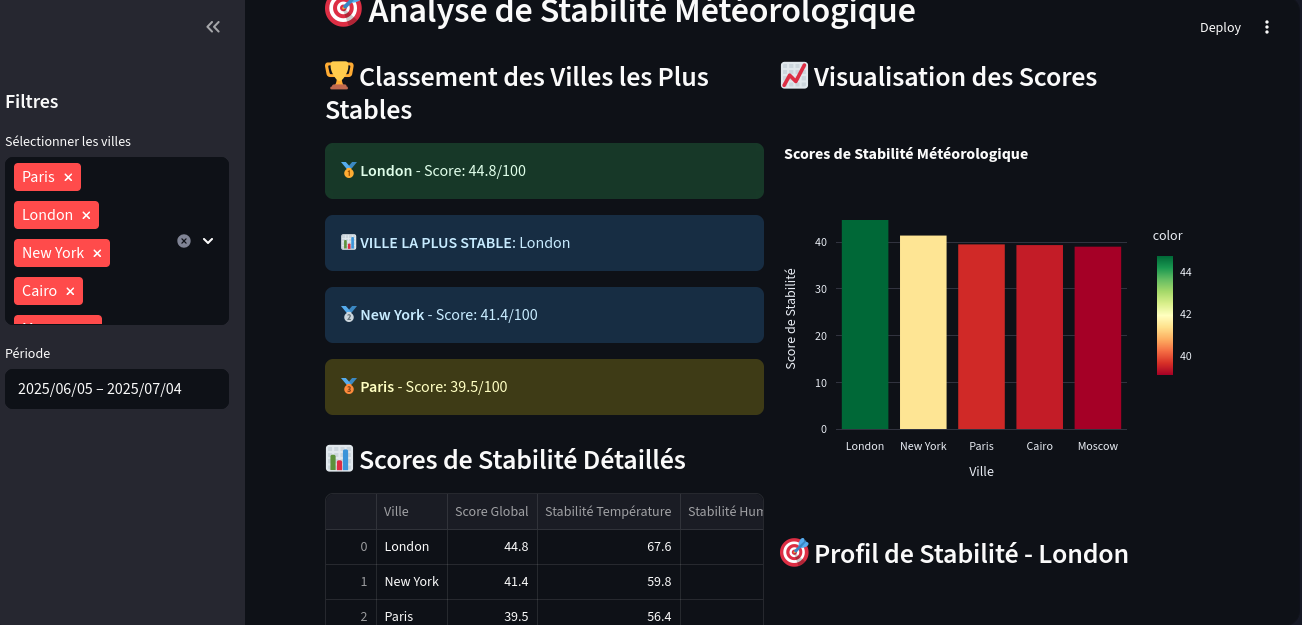 Filtres
Sélectionner les villes
Paris ×
London ×
New York ×
Cairo ×
Période
2025/06/05 – 2025/07/04
Deploy
🎯 Analyse de Stabilité Météorologique
🏆 Classement des Villes les Plus
Stables
🥇 London - Score: 44.8/100
📊 VILLE LA PLUS STABLE: London
🥈 New York - Score: 41.4/100
🥉 Paris - Score: 39.5/100
📊 Scores de Stabilité Détaillés
Ville Score Global Stabilité Température Stabilité Hum
0 London 44.8 67.6
1 New York 41.4 59.8
2 Paris 39.5 56.4
📈 Visualisation des Scores
Scores de Stabilité Météorologique
Score de Stabilité
40
30
20
10
0
London New York Paris Cairo Moscow
Ville
color
44
42
40
🎯 Profil de Stabilité - London